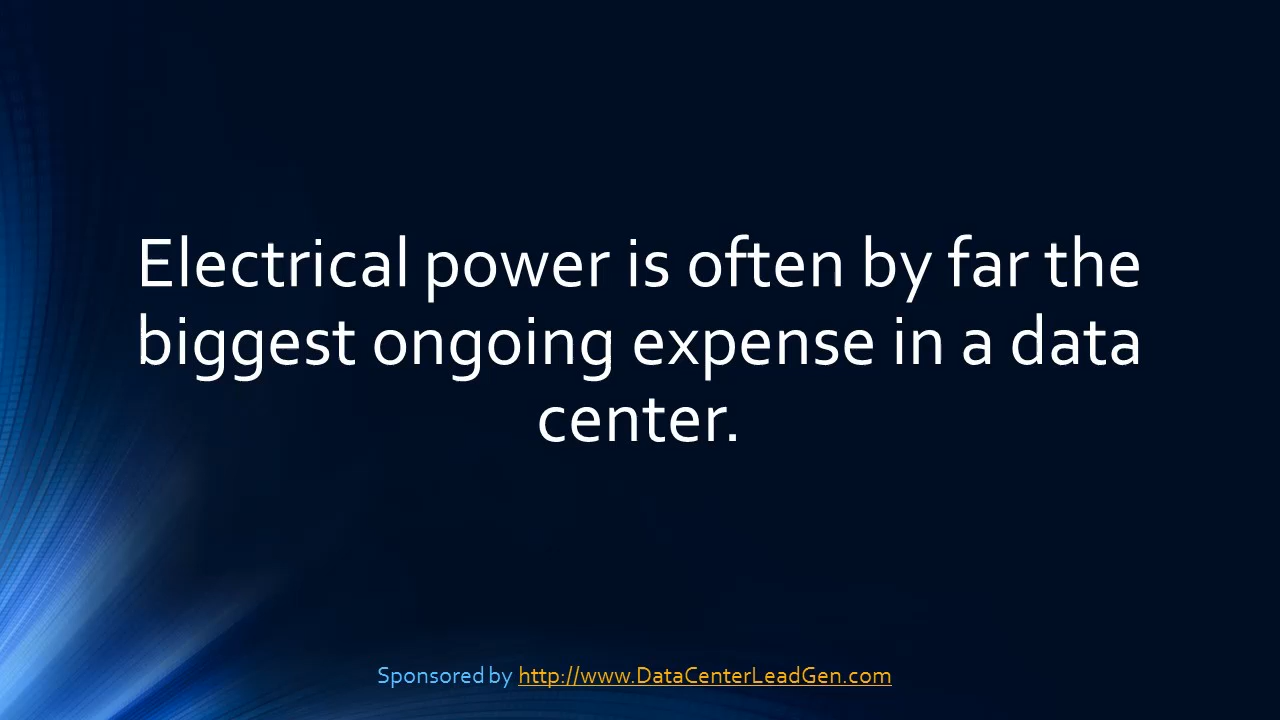 Electrical power is often by far the
biggest ongoing expense in a data
center.
Sponsored by http://www.DataCenterLeadGen.com